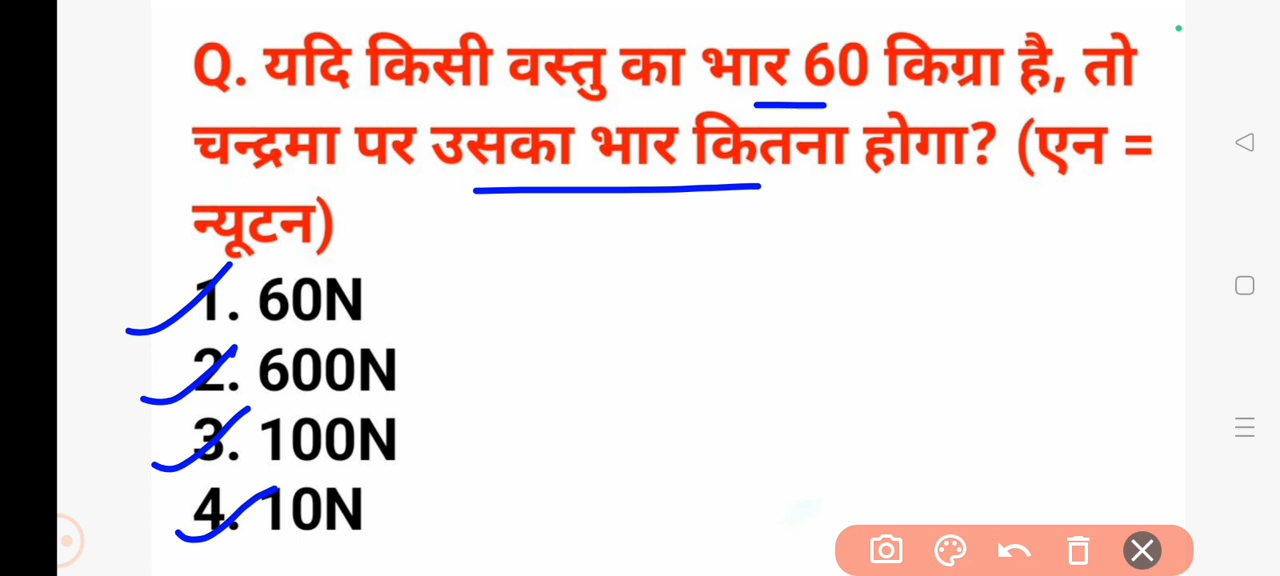 Q. यदि किसी वस्तु का भार 60 किग्रा है, तो
चन्द्रमा पर उसका भार कितना होगा? (एन =
न्यूटन)
1. 60N
2. 600N
3. 100N
4. 10N